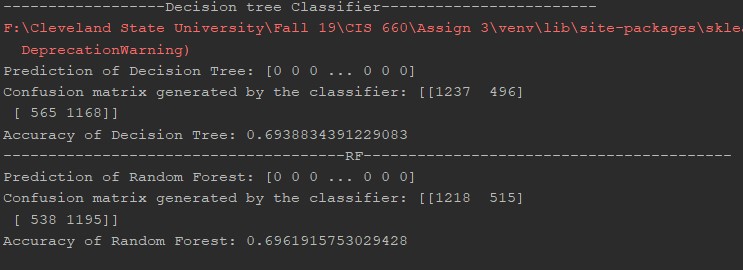 ------------------Decision tree Classifier------------------------
F:\Cleveland State University\Fall 19\CIS 660\Assign 3\venv\lib\site-packages\skle
  DeprecationWarning)
Prediction of Decision Tree: [0 0 0 ... 0 0 0]
Confusion matrix generated by the classifier: [[1237  496]
 [ 565 1168]]
Accuracy of Decision Tree: 0.6938834391229083
--------------------------------------RF------------------------------------------
Prediction of Random Forest: [0 0 0 ... 0 0 0]
Confusion matrix generated by the classifier: [[1218  515]
 [ 538 1195]]
Accuracy of Random Forest: 0.6961915753029428